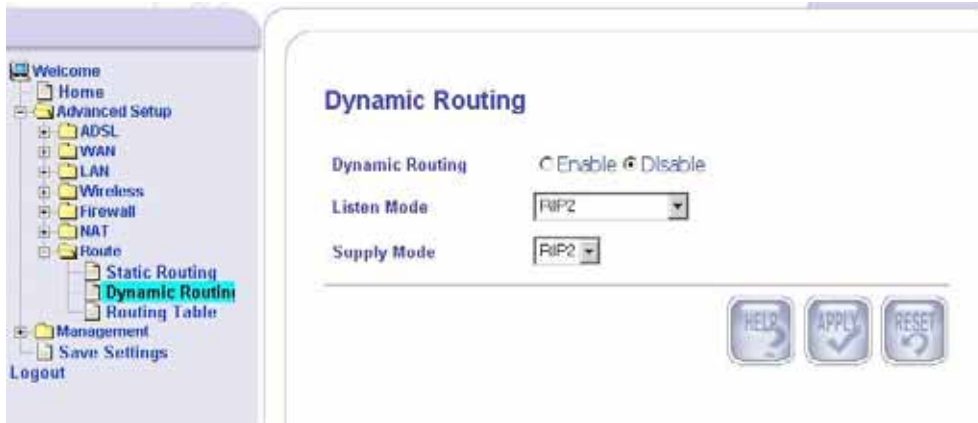 Welcome
Home
Advanced Setup
ADSL
WAN
LAN
Wireless
Firewall
NAT
Route
Static Routing
Dynamic Routin
Routing Table
Management
Save Settings
Logout
Dynamic Routing
Dynamic Routing Enable Disable
Listen Mode RIP2
Supply Mode RIP2
HELP APPLY RESET